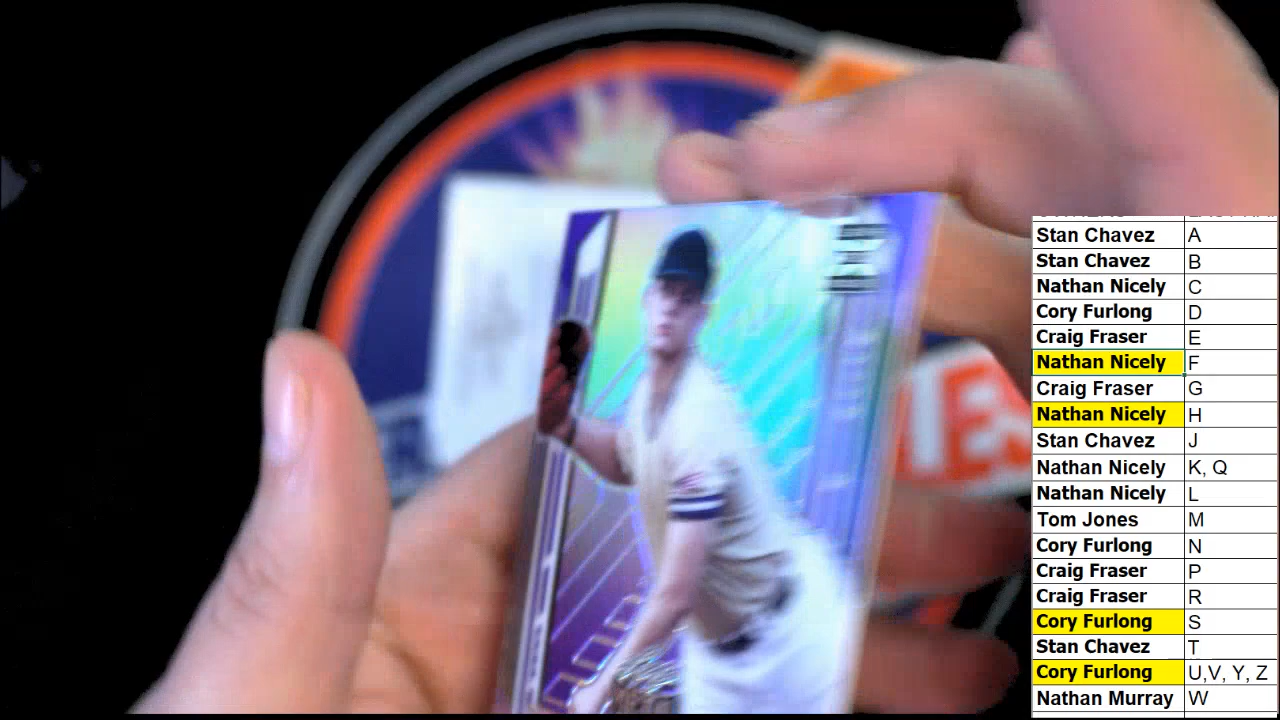 Stan Chavez A
Stan Chavez B
Nathan Nicely C
Cory Furlong D
Craig Fraser E
Nathan Nicely F
Craig Fraser G
Nathan Nicely H
Stan Chavez J
Nathan Nicely K, Q
Nathan Nicely L
Tom Jones M
Cory Furlong N
Craig Fraser P
Craig Fraser R
Cory Furlong S
Stan Chavez T
Cory Furlong U,V, Y, Z
Nathan Murray W